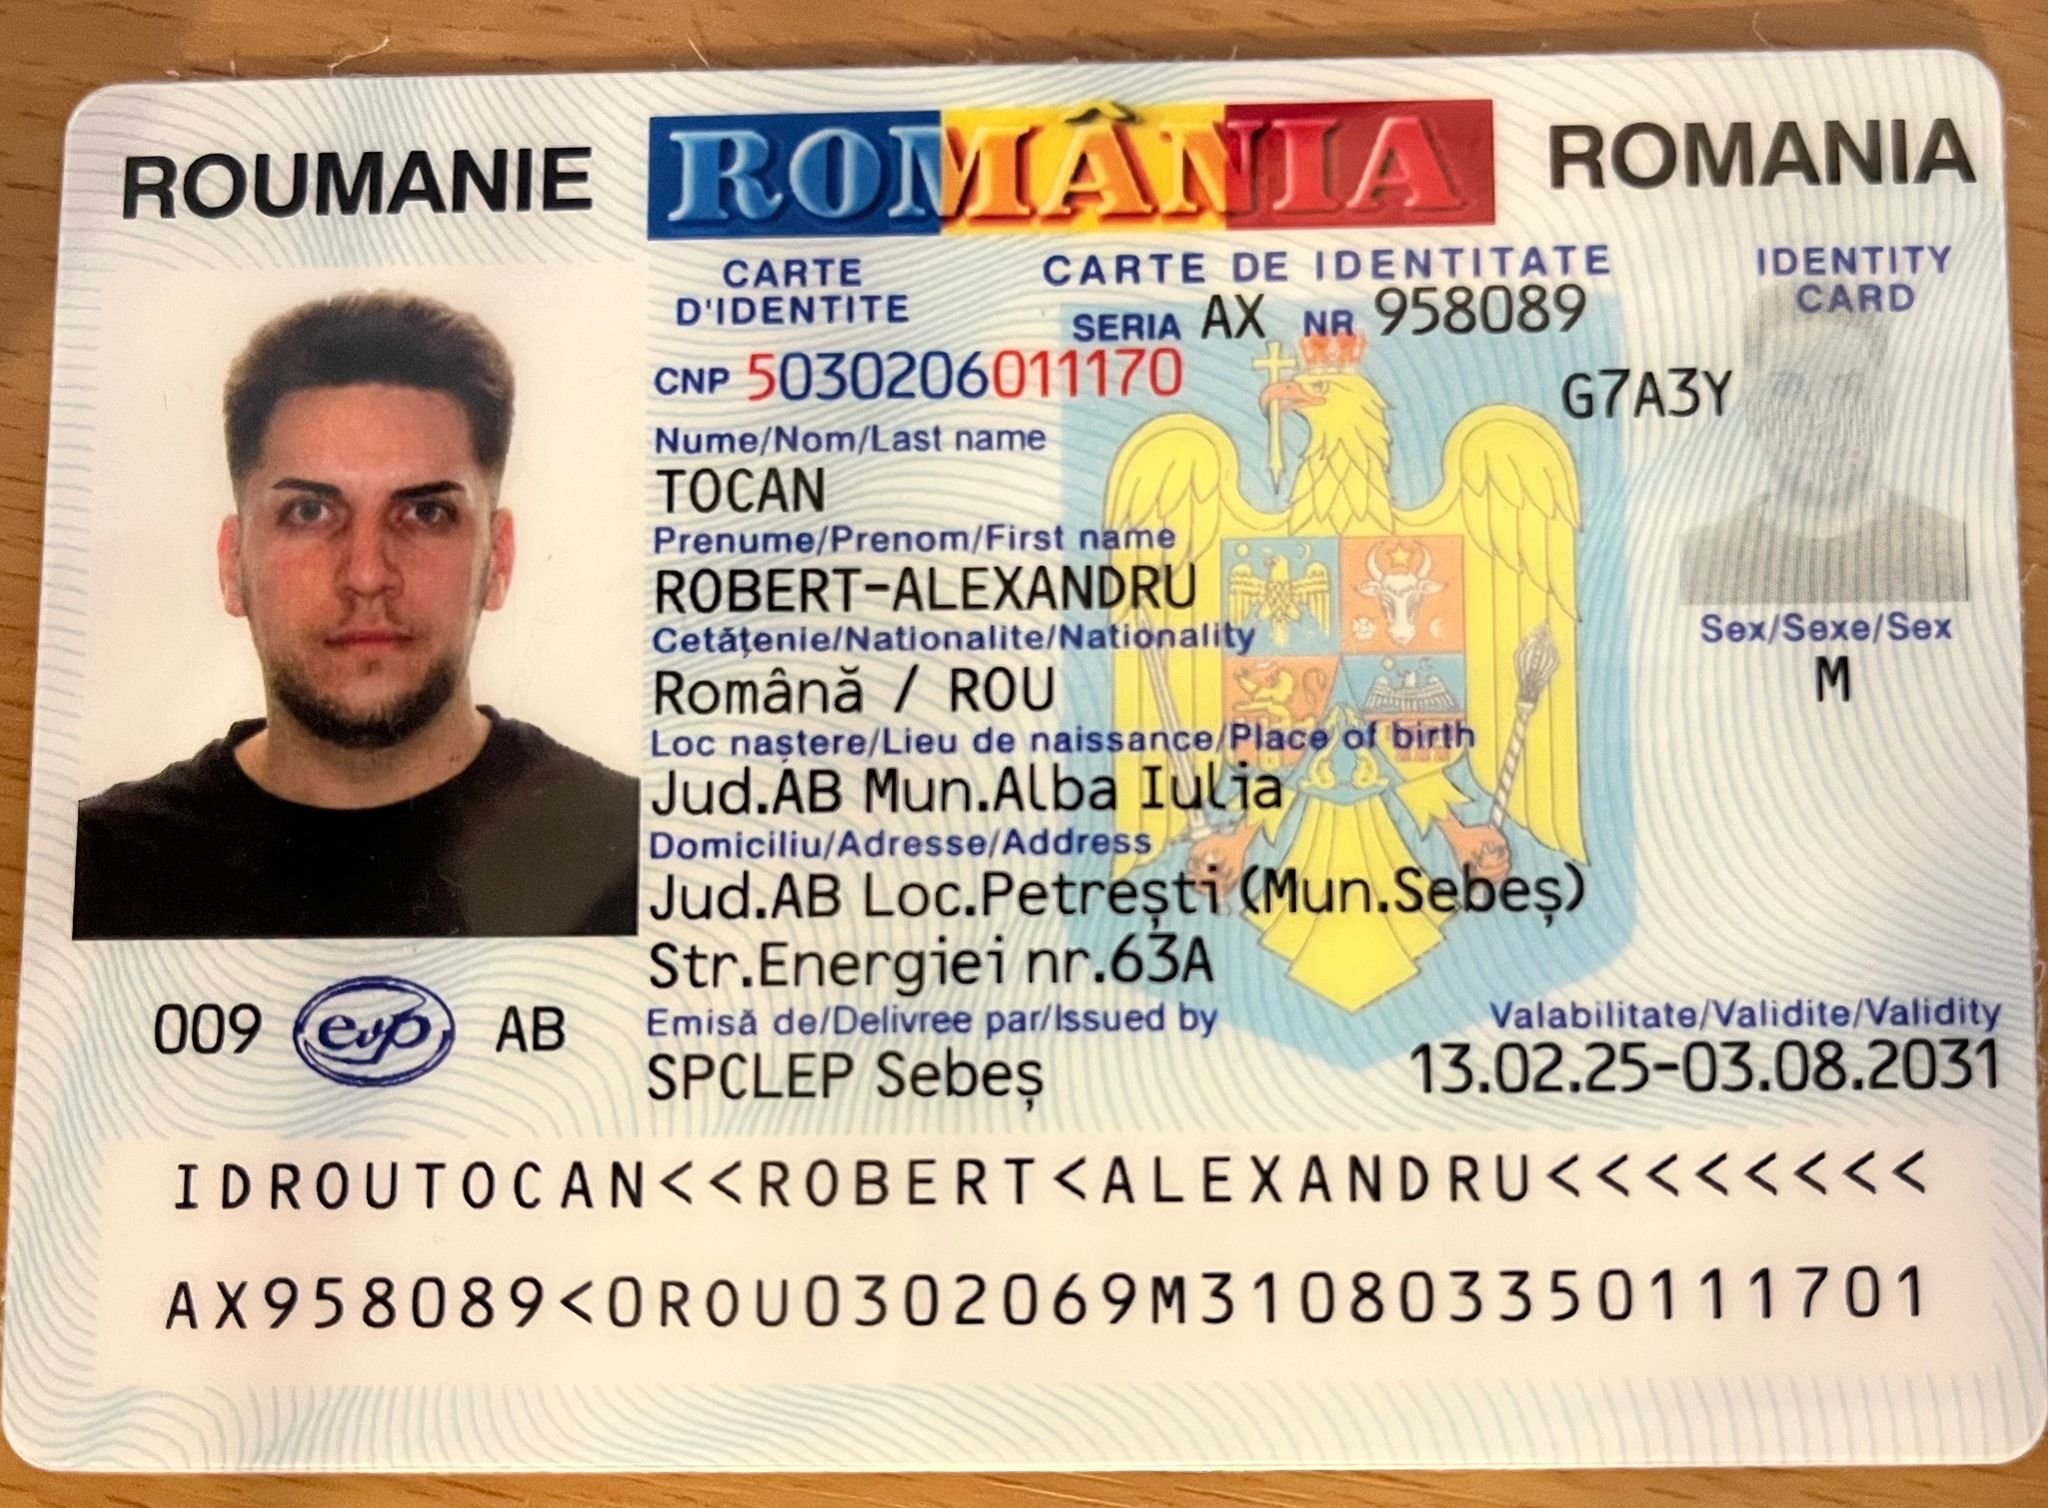 ROUMANIE ROMÂNIA ROMANIA
CARTE D'IDENTITE
CARTE DE IDENTITATE
IDENTITY CARD
SERIA AX NR 958089
CNP 5030206011170
G7A3Y
Nume/Nom/Last name
TOCAN
Prenume/Prenom/First name
ROBERT-ALEXANDRU
Cetățenie/Nationalite/Nationality
Română / ROU
Sex/Sexe/Sex
M
Loc naștere/Lieu de naissance/Place of birth
Jud.AB Mun.Alba Iulia
Domiciliu/Adresse/Address
Jud.AB Loc.Petrești (Mun.Sebeș)
Str.Energiei nr.63A
009 evp AB
Emisă de/Delivree par/Issued by
SPCLEP Sebeș
Valabilitate/Validite/Validity
13.02.25-03.08.2031
IDROUTOCAN<<ROBERT<ALEXANDRU<<<<<<<<
AX958089<0ROU0302069M310803350111701